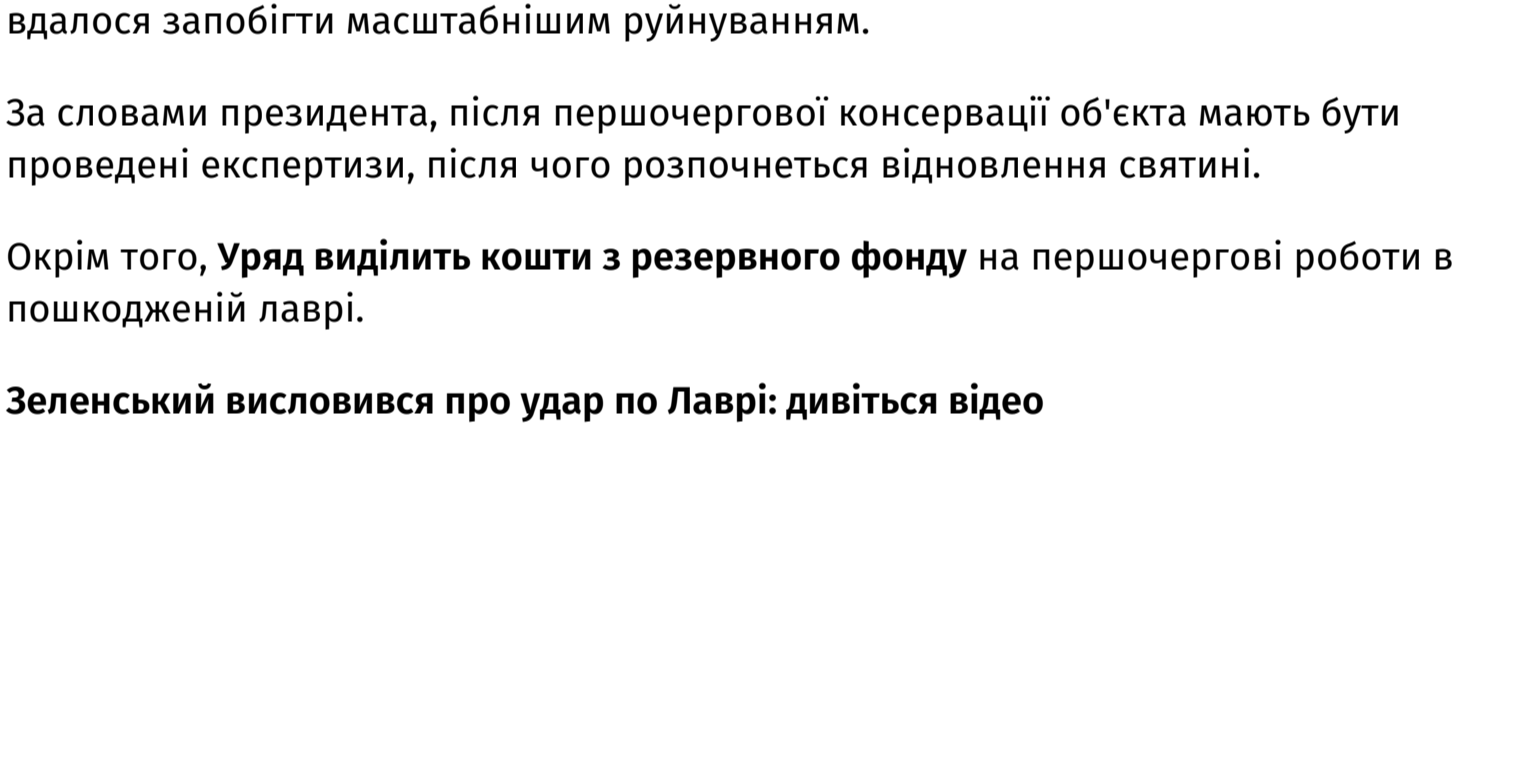 вдалося запобігти масштабнішим руйнуванням.
За словами президента, після першочергової консервації об'єкта мають бути
проведені експертизи, після чого розпочнеться відновлення святині.
Окрім того, Уряд виділить кошти з резервного фонду на першочергові роботи в
пошкодженій лаврі.
Зеленський висловився про удар по Лаврі: дивіться відео